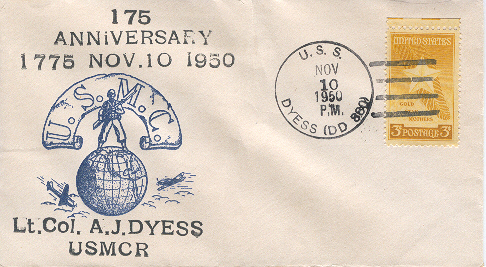 175
ANNiVERSARY
1775 NOV. 10 1950
U.S.M.C.
Lt. Col. A.J. DYESS
USMCR
U.S.S.
NOV
10
1950
P.M.
DYESS (DD 880)
UNITED STATES
GOLD
MOTHERS
3¢ POSTAGE 3¢